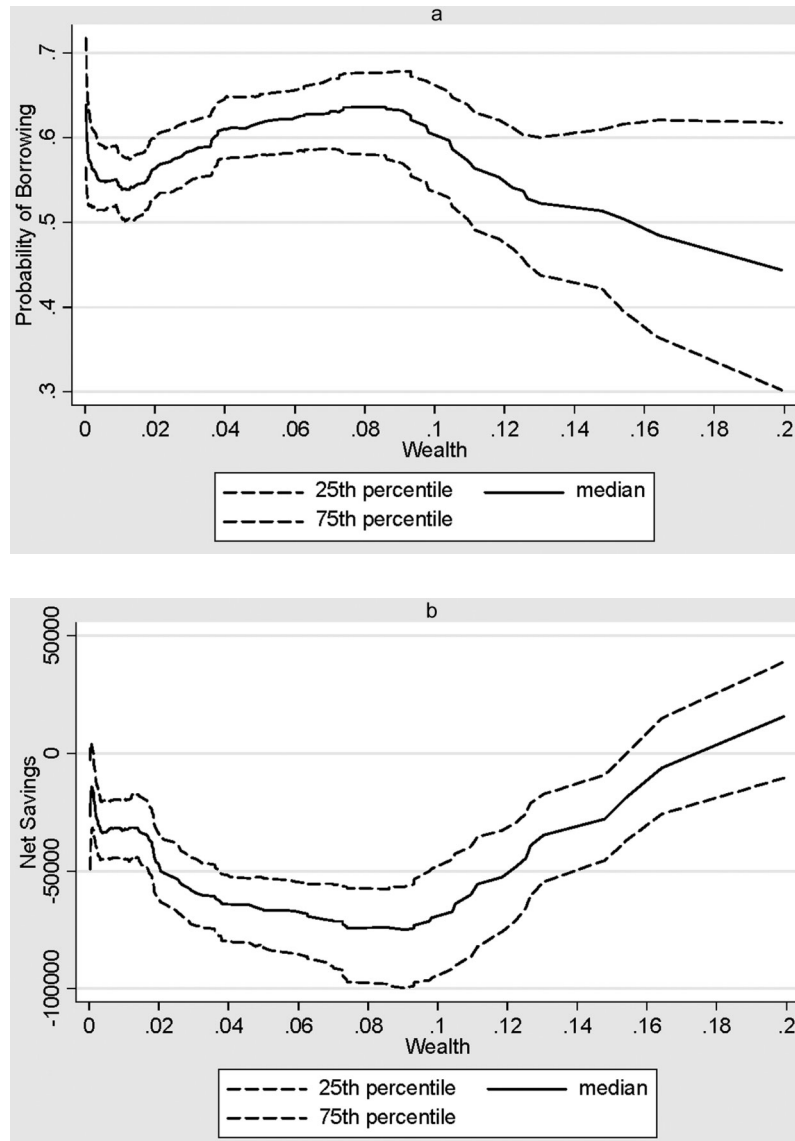 a
.7
.6
.5
.4
.3
Probability of Borrowing
0 .02 .04 .06 .08 .1 .12 .14 .16 .18 .2
Wealth
25th percentile median
75th percentile
b
50000
0
-50000
-100000
Net Savings
0 .02 .04 .06 .08 .1 .12 .14 .16 .18 .2
Wealth
25th percentile median
75th percentile